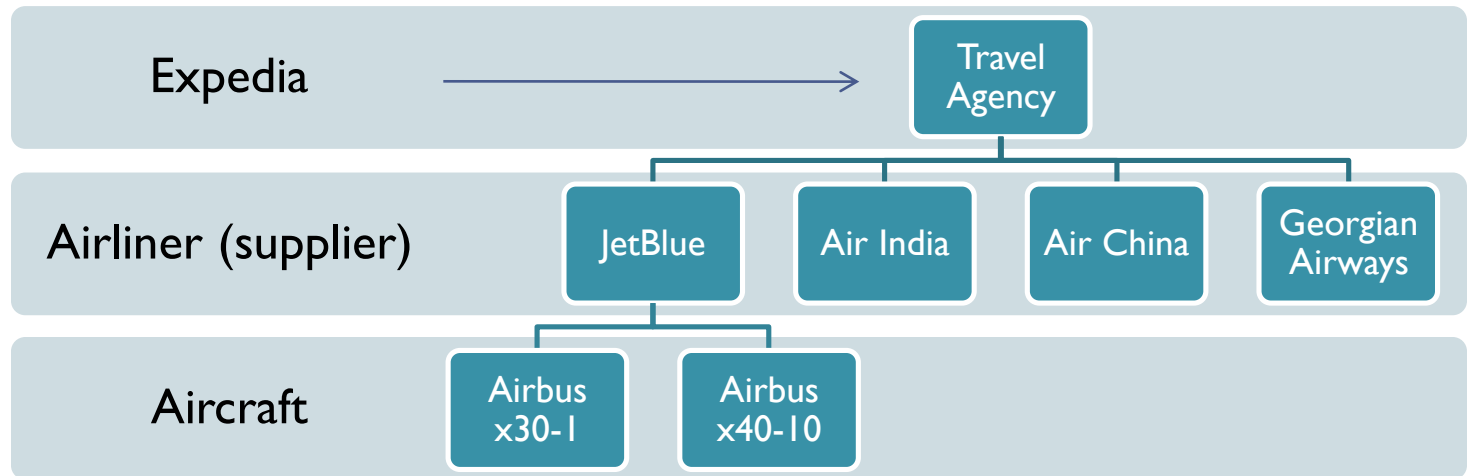 Expedia
Travel
Agency
Airliner (supplier)
JetBlue
Air India
Air China
Georgian
Airways
Aircraft
Airbus
x30-1
Airbus
x40-10